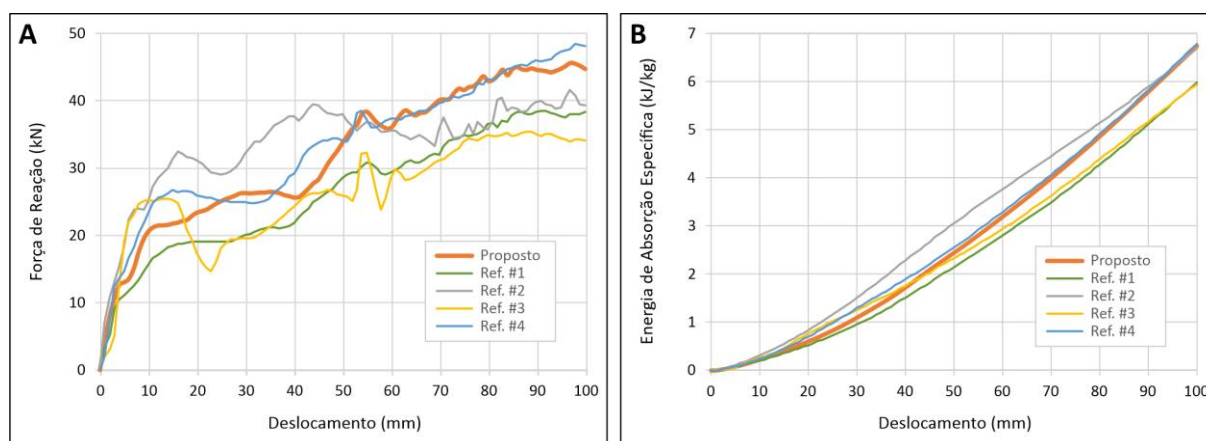 A
Força de Reação (kN)
50
40
30
20
10
0
0 10 20 30 40 50 60 70 80 90 100
Deslocamento (mm)
Proposto
Ref. #1
Ref. #2
Ref. #3
Ref. #4
B
Energia de Absorção Específica (kJ/kg)
7
6
5
4
3
2
1
0
0 10 20 30 40 50 60 70 80 90 100
Deslocamento (mm)
Proposto
Ref. #1
Ref. #2
Ref. #3
Ref. #4